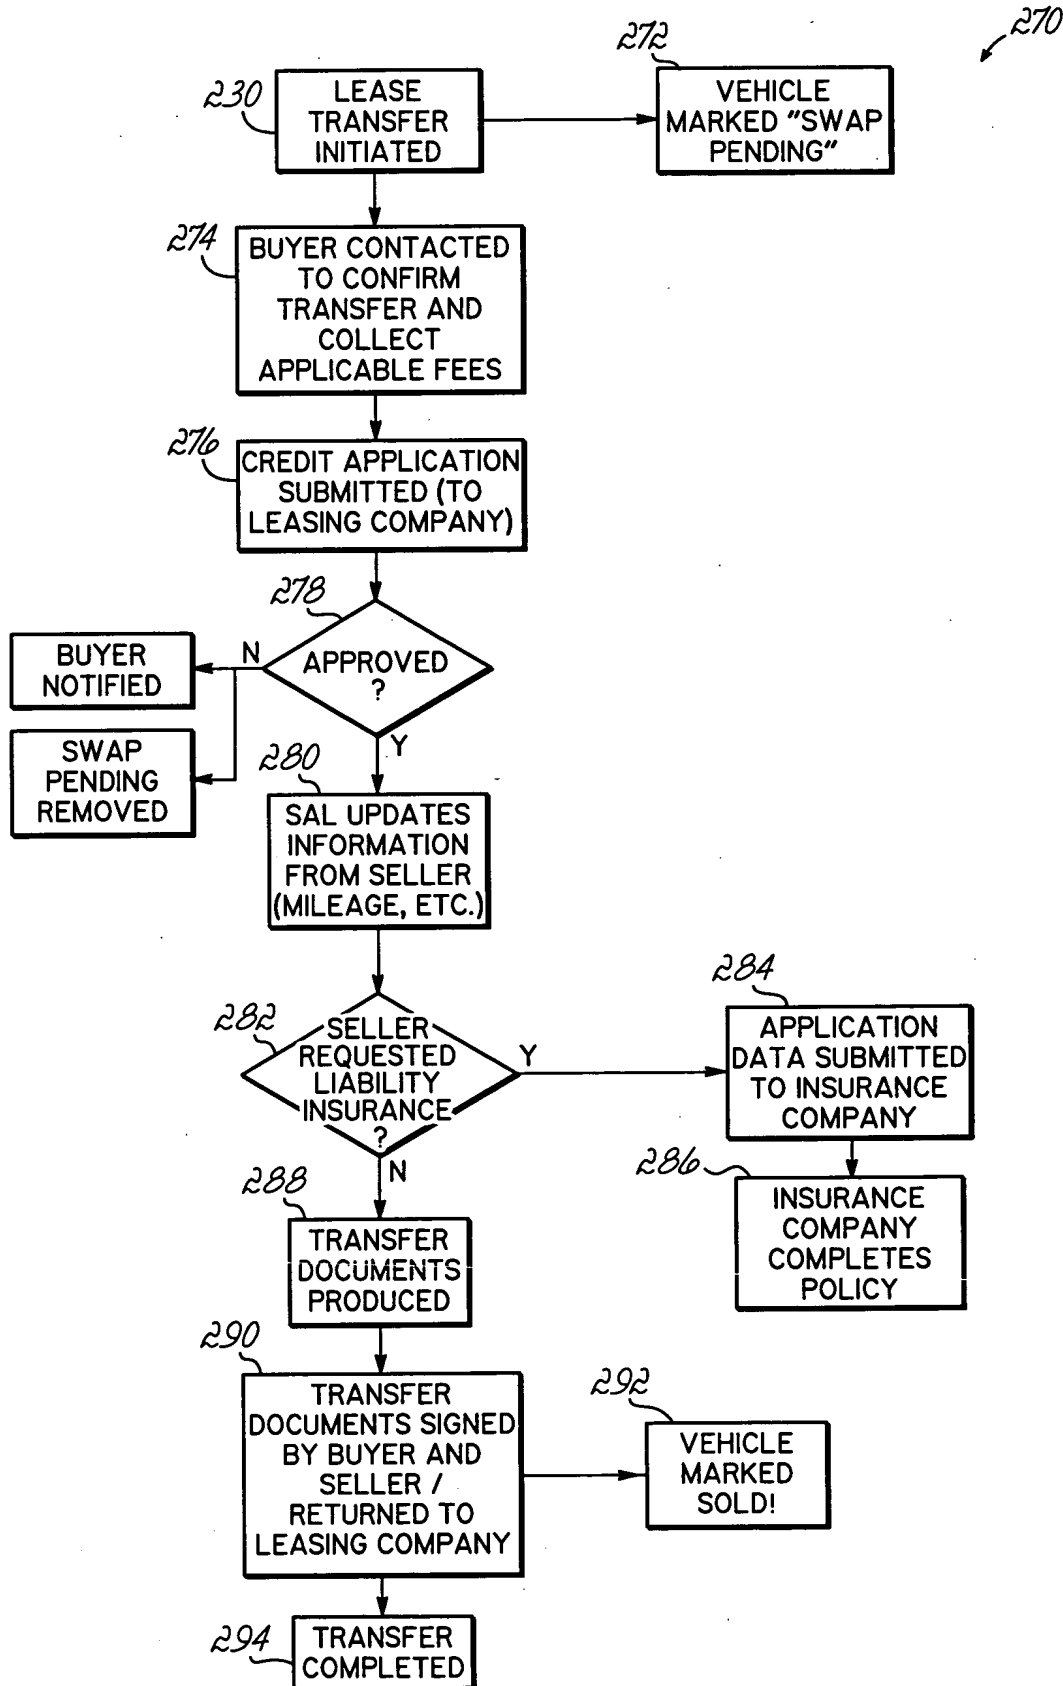 270
272
230
LEASE
TRANSFER
INITIATED
VEHICLE
MARKED "SWAP
PENDING"
274
BUYER CONTACTED
TO CONFIRM
TRANSFER AND
COLLECT
APPLICABLE FEES
276
CREDIT APPLICATION
SUBMITTED (TO
LEASING COMPANY)
278
APPROVED
?
N
Y
BUYER
NOTIFIED
SWAP
PENDING
REMOVED
280
SAL UPDATES
INFORMATION
FROM SELLER
(MILEAGE, ETC.)
282
SELLER
REQUESTED
LIABILITY
INSURANCE
?
Y
N
284
APPLICATION
DATA SUBMITTED
TO INSURANCE
COMPANY
286
INSURANCE
COMPANY
COMPLETES
POLICY
288
TRANSFER
DOCUMENTS
PRODUCED
290
TRANSFER
DOCUMENTS SIGNED
BY BUYER AND
SELLER /
RETURNED TO
LEASING COMPANY
292
VEHICLE
MARKED
SOLD!
294
TRANSFER
COMPLETED